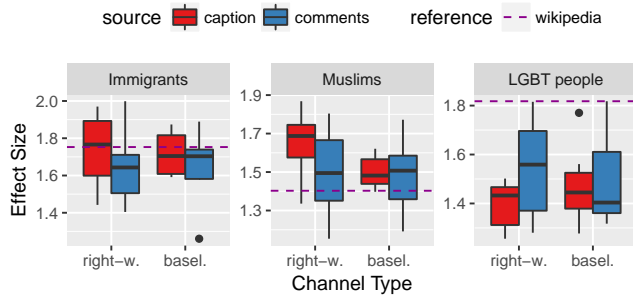 source caption comments reference wikipedia
Immigrants Muslims LGBT people
Effect Size
2.0
1.8
1.6
1.4
1.9
1.7
1.5
1.3
1.8
1.6
1.4
right−w. basel. right−w. basel. right−w. basel.
Channel Type